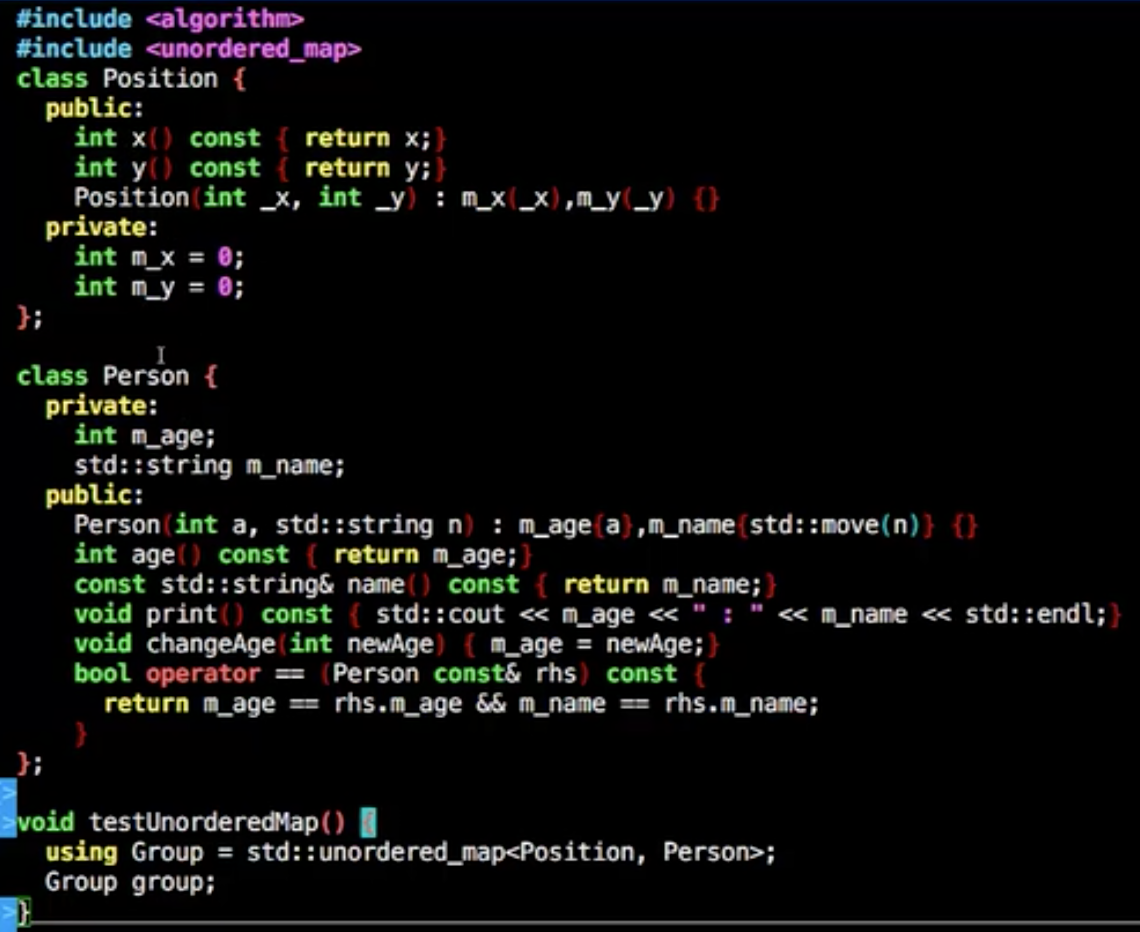 #include <algorithm>
#include <unordered_map>
class Position {
  public:
    int x() const { return x;}
    int y() const { return y;}
    Position(int _x, int _y) : m_x(_x),m_y(_y) {}
  private:
    int m_x = 0;
    int m_y = 0;
};
class Person {
  private:
    int m_age;
    std::string m_name;
  public:
    Person(int a, std::string n) : m_age{a},m_name{std::move(n)} {}
    int age() const { return m_age;}
    const std::string& name() const { return m_name;}
    void print() const { std::cout << m_age << " : " << m_name << std::endl;}
    void changeAge(int newAge) { m_age = newAge;}
    bool operator == (Person const& rhs) const {
      return m_age == rhs.m_age && m_name == rhs.m_name;
    }
};
>
>void testUnorderedMap() {
  using Group = std::unordered_map<Position, Person>;
  Group group;
>}